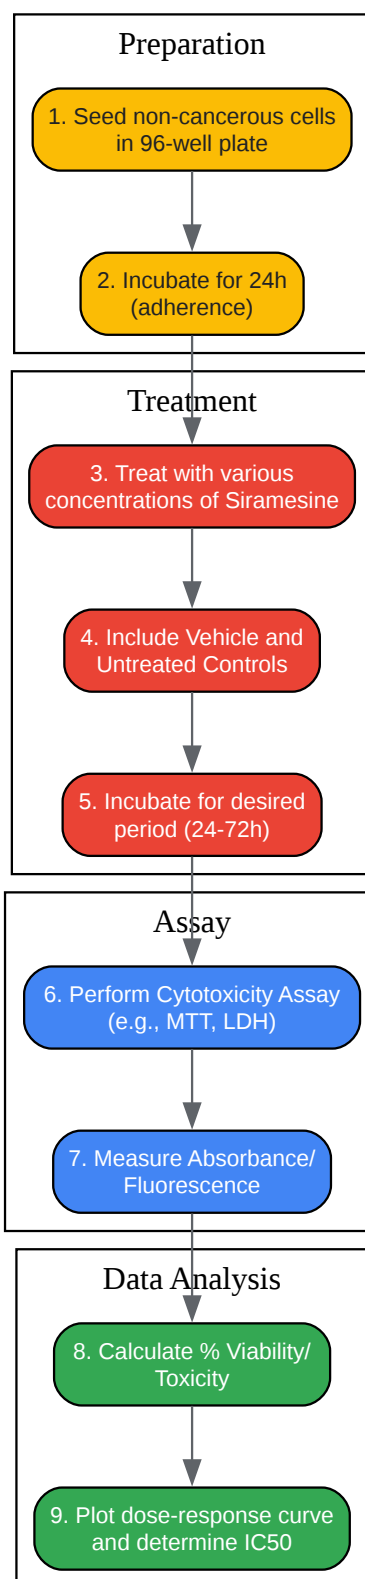 Preparation
1. Seed non-cancerous cells
in 96-well plate
2. Incubate for 24h
(adherence)
Treatment
3. Treat with various
concentrations of Siramesine
4. Include Vehicle and
Untreated Controls
5. Incubate for desired
period (24-72h)
Assay
6. Perform Cytotoxicity Assay
(e.g., MTT, LDH)
7. Measure Absorbance/
Fluorescence
Data Analysis
8. Calculate % Viability/
Toxicity
9. Plot dose-response curve
and determine IC50